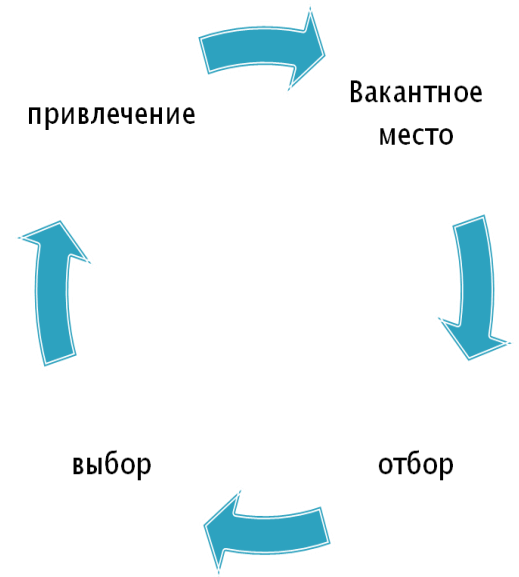 привлечение
Вакантное
место
выбор
отбор